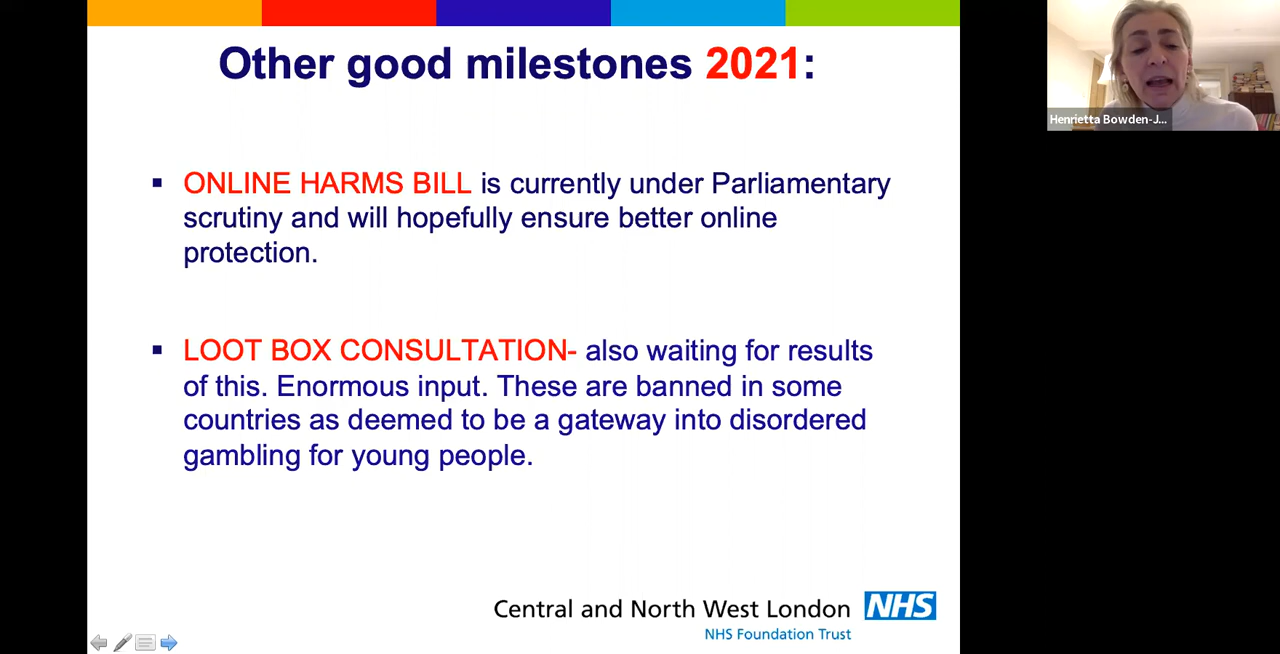 Other good milestones 2021:
Henrietta Bowden-J...
ONLINE HARMS BILL is currently under Parliamentary
scrutiny and will hopefully ensure better online
protection.
LOOT BOX CONSULTATION- also waiting for results
of this. Enormous input. These are banned in some
countries as deemed to be a gateway into disordered
gambling for young people.
Central and North West London NHS
NHS Foundation Trust